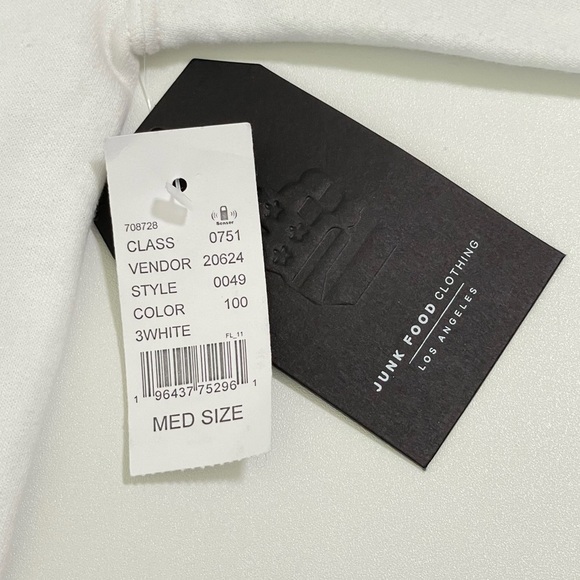 708728
Sensor
CLASS 0751
VENDOR 20624
STYLE 0049
COLOR 100
3WHITE
FL_11
1 96437 75296 1
MED SIZE
JUNK FOOD CLOTHING
LOS ANGELES